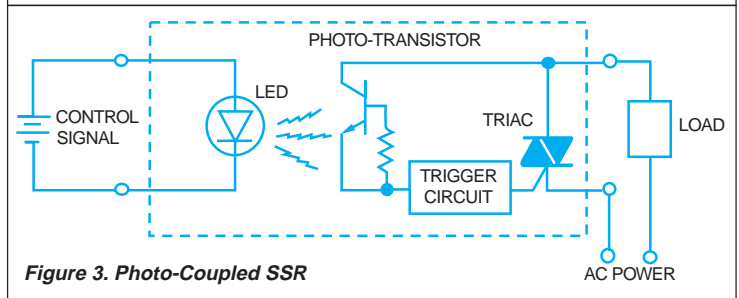 PHOTO-TRANSISTOR
LED
CONTROL
SIGNAL
TRIAC
LOAD
TRIGGER
CIRCUIT
Figure 3. Photo-Coupled SSR
AC POWER